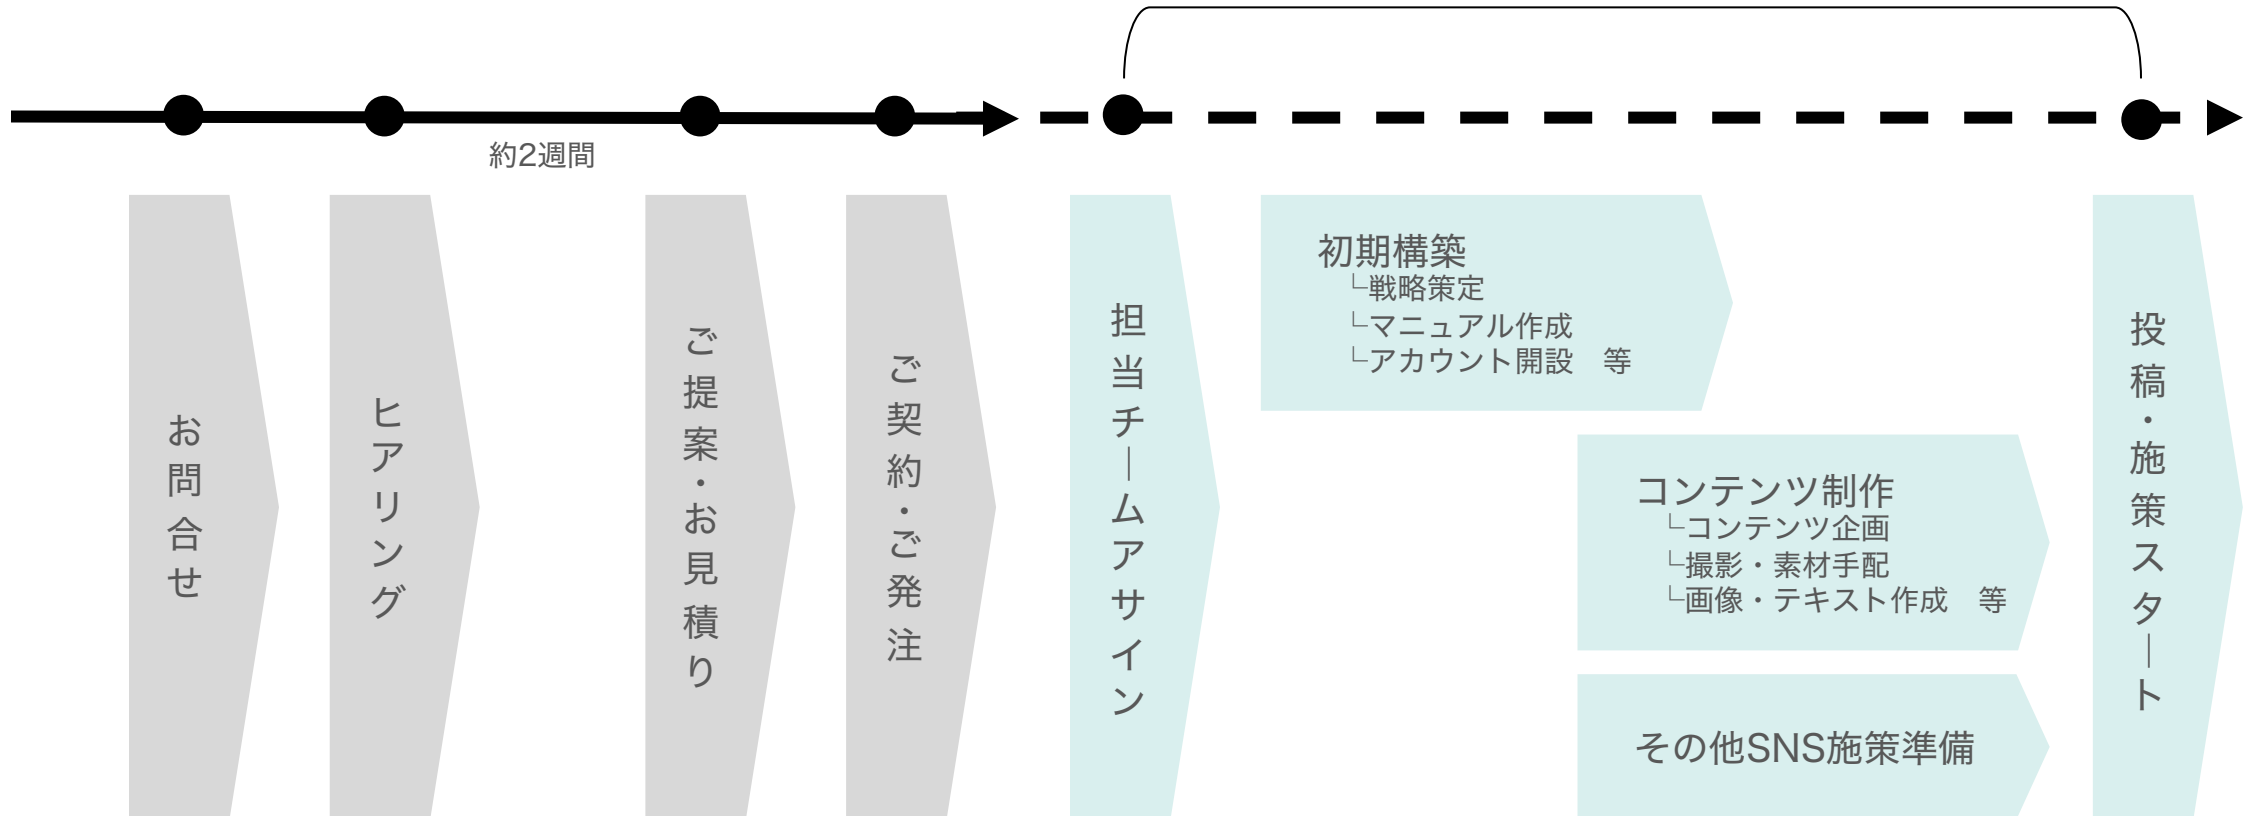 約2週間
お問合せ
ヒアリング
ご提案・お見積り
ご契約・ご発注
担当チームアサイン
初期構築
└戦略策定
└マニュアル作成
└アカウント開設　等
コンテンツ制作
└コンテンツ企画
└撮影・素材手配
└画像・テキスト作成　等
その他SNS施策準備
投稿・施策スタート